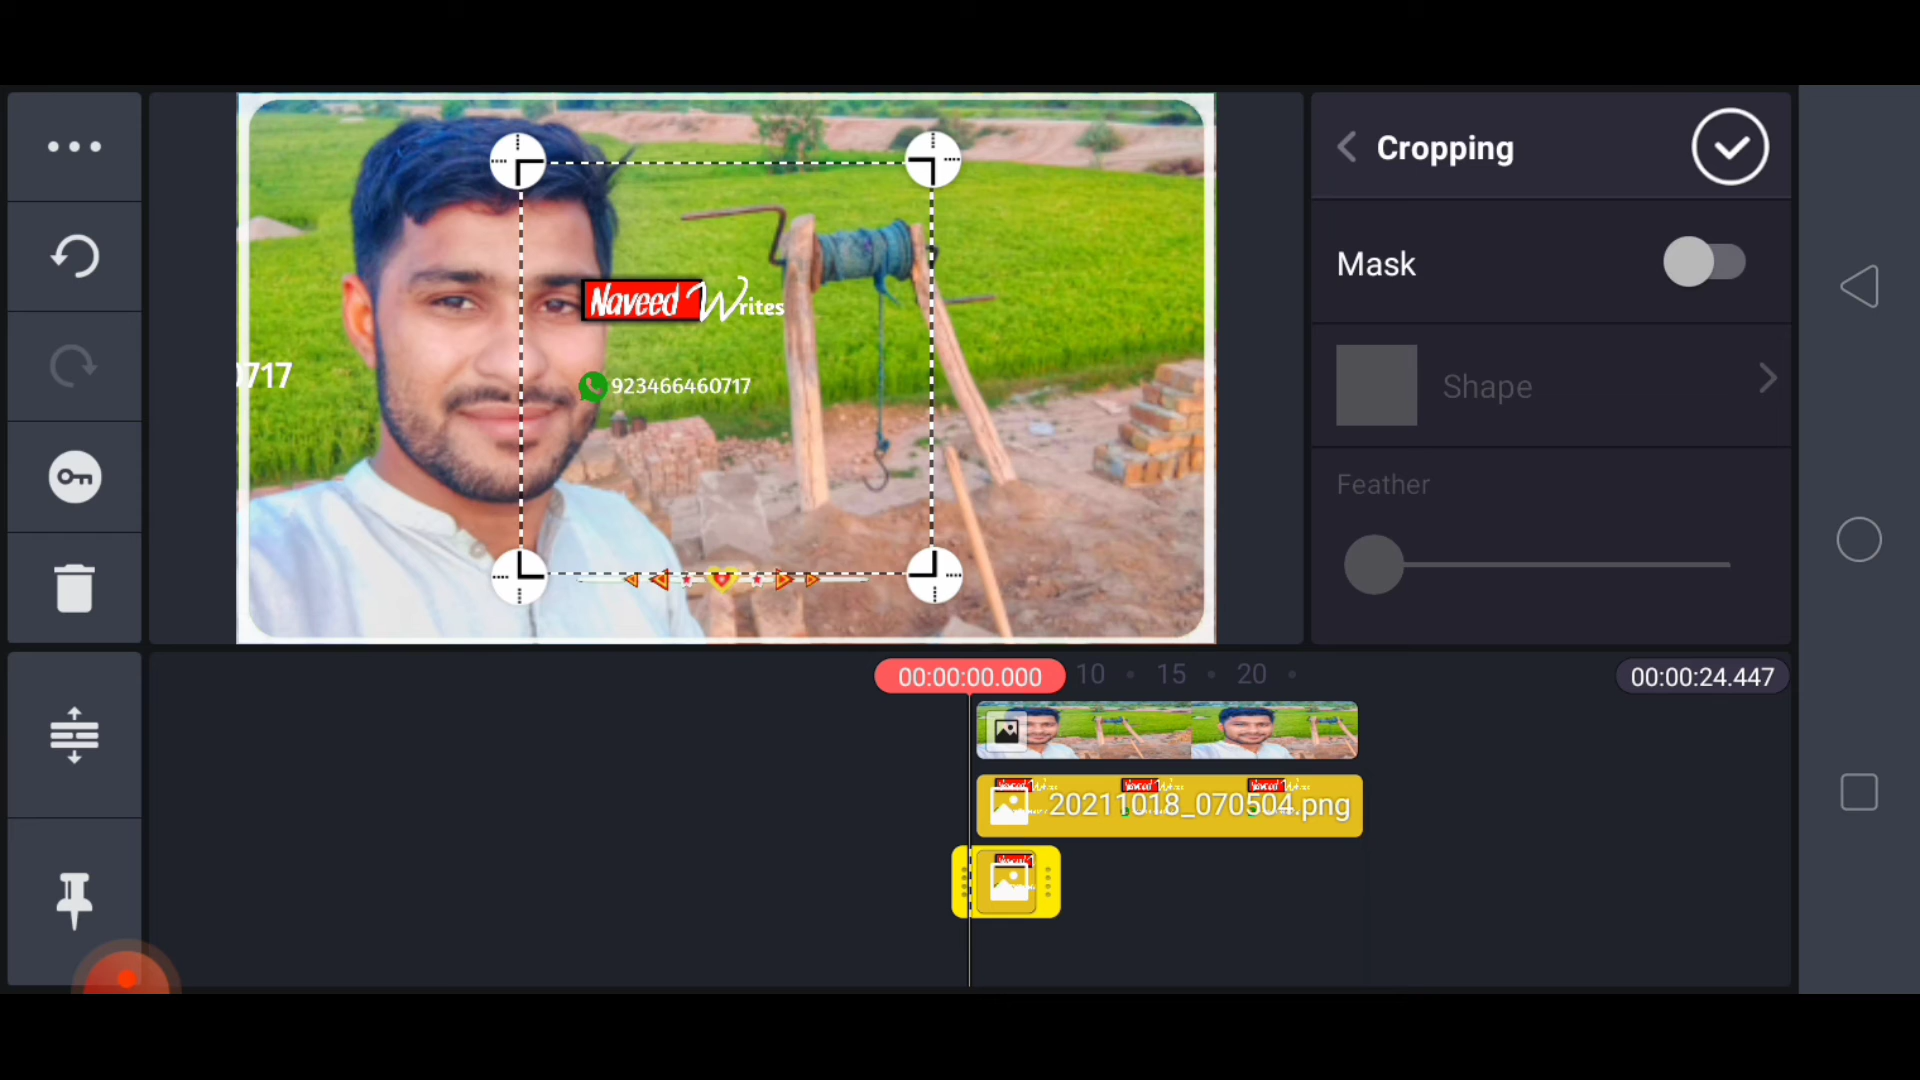 Cropping
Mask
Shape
Feather
Naveed Writes
0717
923466460717
00:00:00.000
10
15
20
00:00:24.447
20211018_070504.png